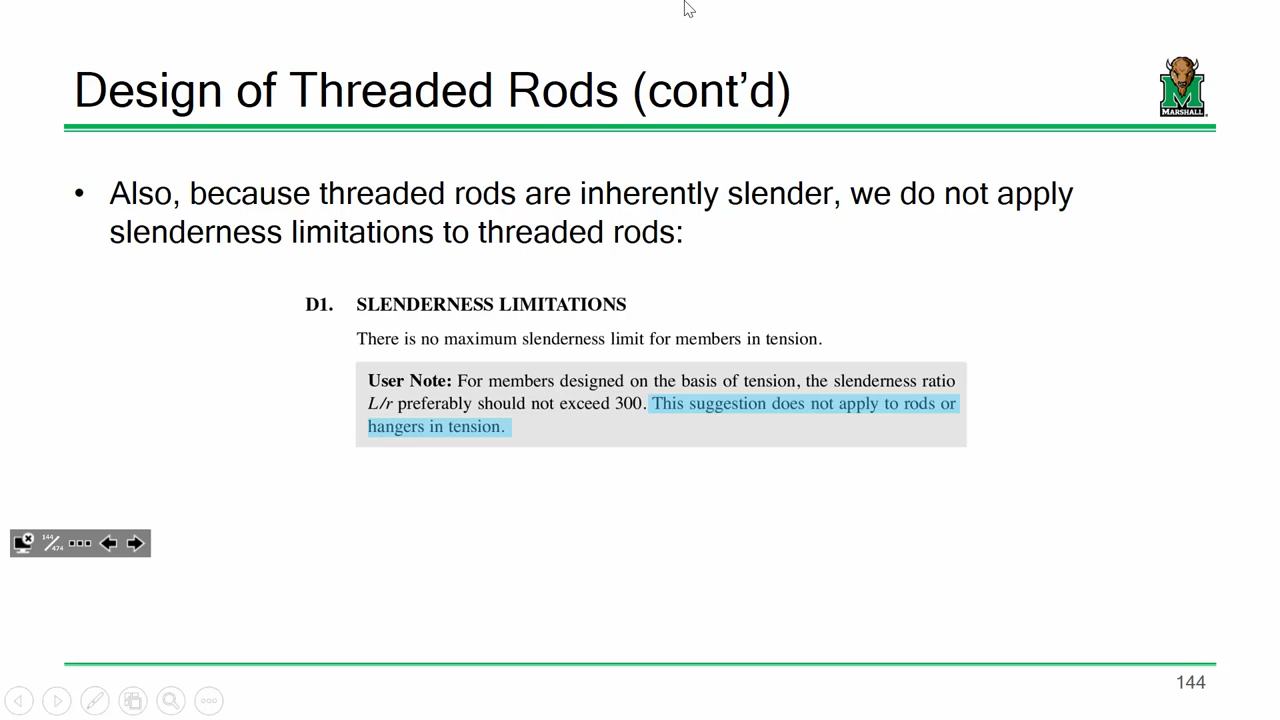 Design of Threaded Rods (cont’d)
MARSHALL
• Also, because threaded rods are inherently slender, we do not apply
slenderness limitations to threaded rods:
D1. SLENDERNESS LIMITATIONS
There is no maximum slenderness limit for members in tension.
User Note: For members designed on the basis of tension, the slenderness ratio
L/r preferably should not exceed 300. This suggestion does not apply to rods or
hangers in tension.
144/474
144